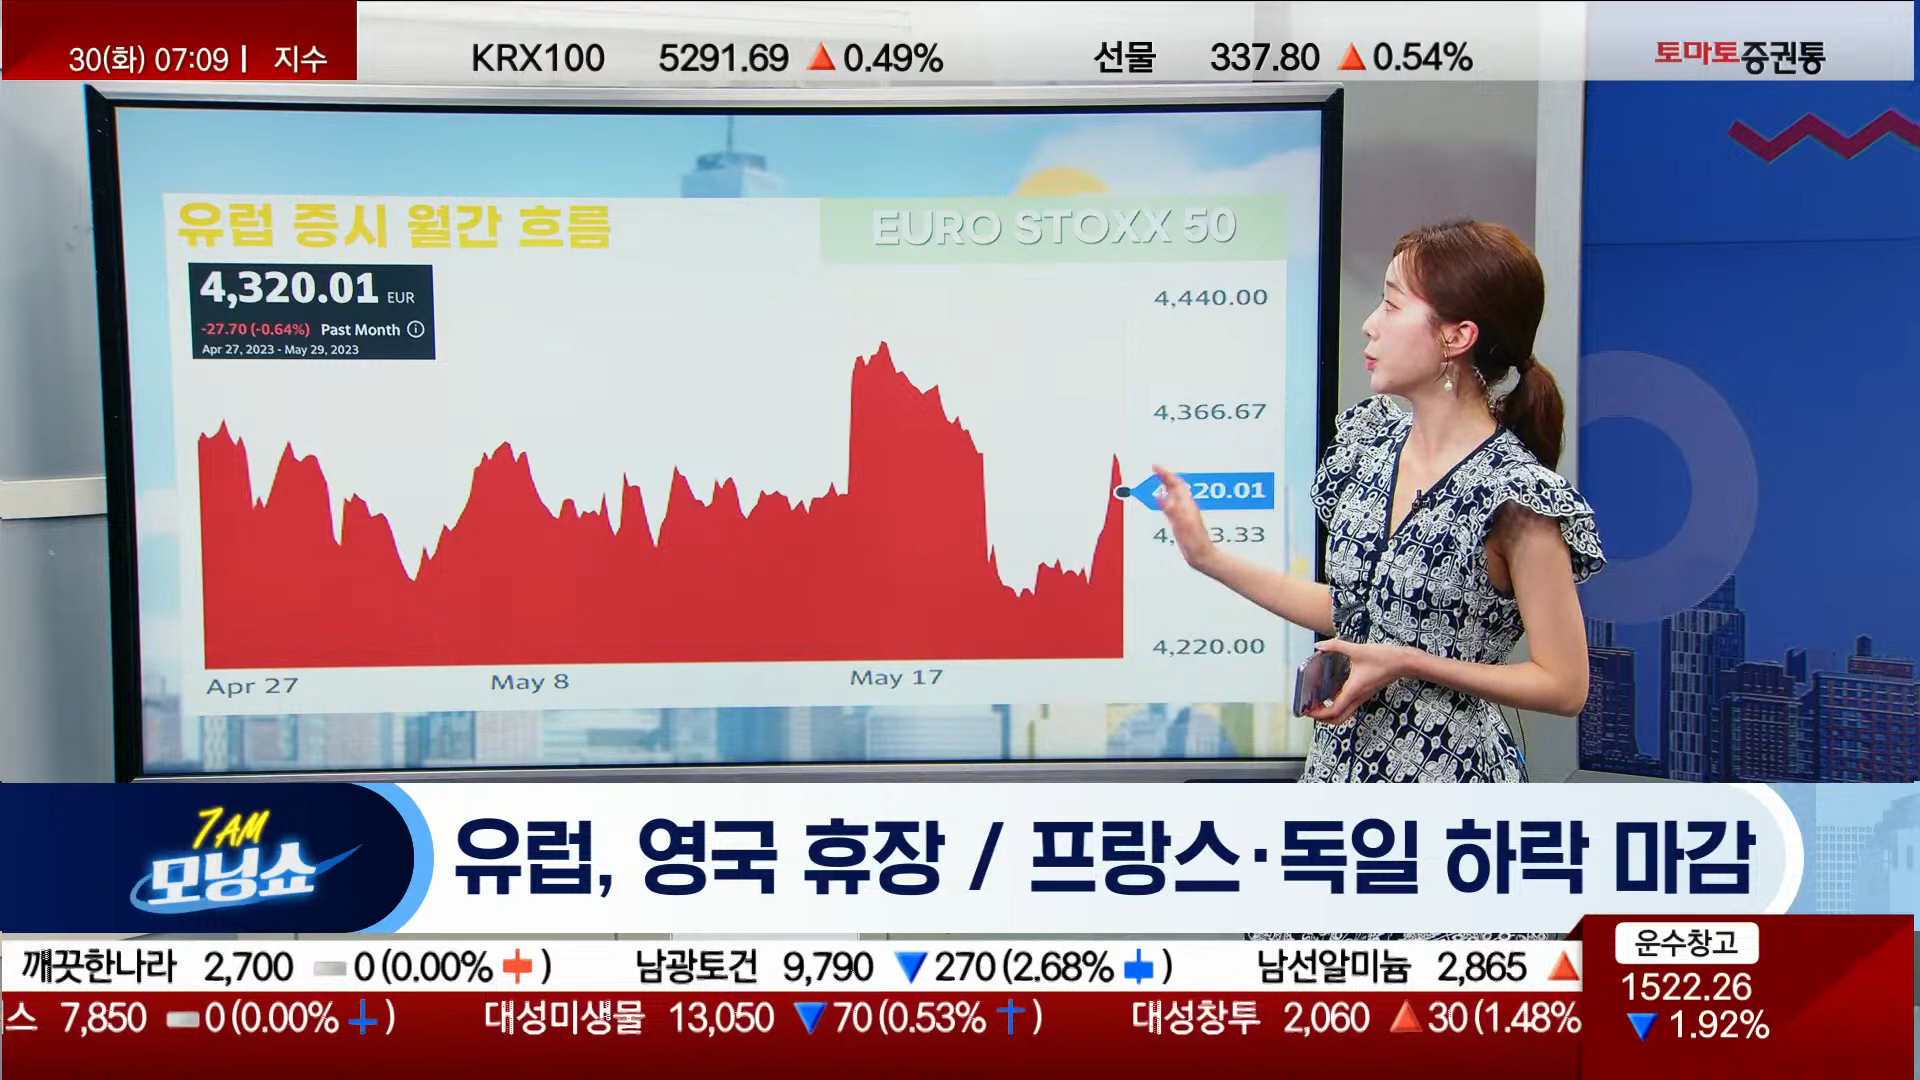 30(화) 07:09 | 지수 KRX100 5291.69 ▲ 0.49% 선물 337.80 ▲ 0.54% 토마토증권통
유럽 증시 월간 흐름 EURO STOXX 50
4,320.01 EUR
-27.70 (-0.64%) Past Month
Apr 27, 2023 - May 29, 2023
4,440.00
4,366.67
20.01
3.33
4,220.00
Apr 27 May 8 May 17
7AM
모닝쇼
유럽, 영국 휴장 / 프랑스·독일 하락 마감
깨끗한나라 2,700 0 (0.00% +) 남광토건 9,790 ▼ 270 (2.68% +) 남선알미늄 2,865 ▲
스 7,850 0 (0.00% +) 대성미생물 13,050 ▼ 70 (0.53% †) 대성창투 2,060 ▲ 30 (1.48%
운수창고
1522.26
▼ 1.92%